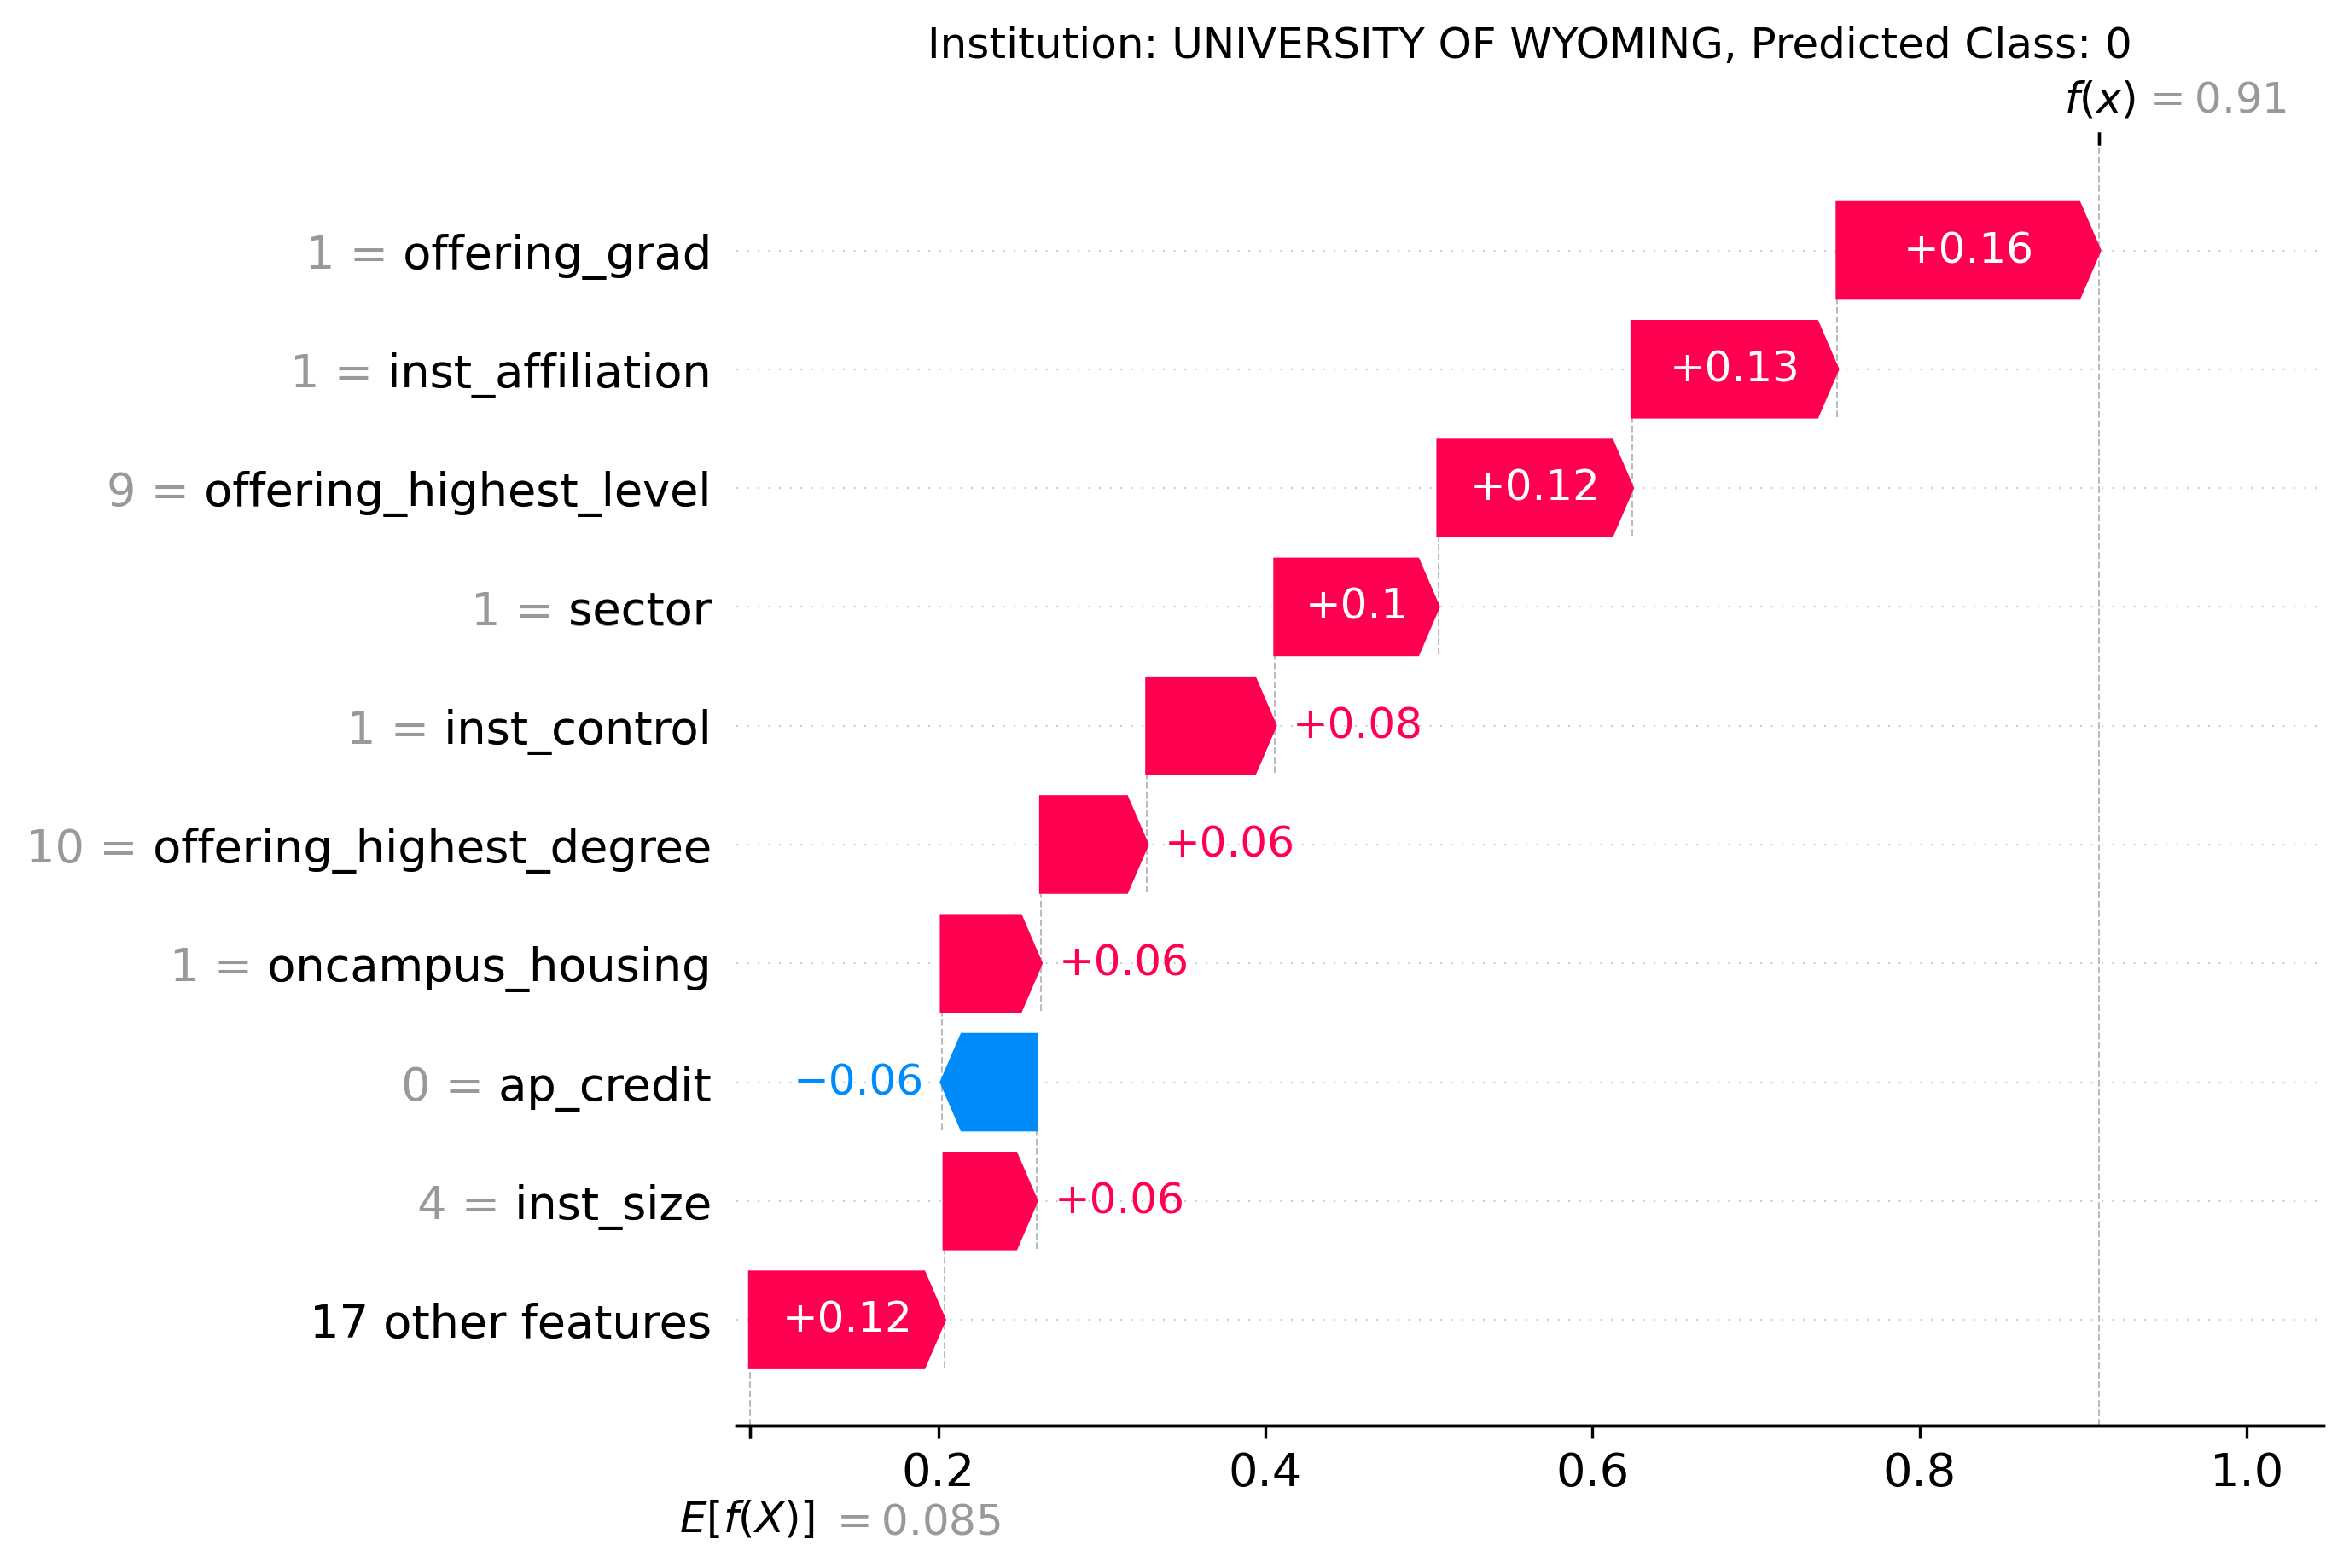 Institution: UNIVERSITY OF WYOMING, Predicted Class: 0
f(x) = 0.91
1 = offering_grad +0.16
1 = inst_affiliation +0.13
9 = offering_highest_level +0.12
1 = sector +0.1
1 = inst_control +0.08
10 = offering_highest_degree +0.06
1 = oncampus_housing +0.06
0 = ap_credit −0.06
4 = inst_size +0.06
17 other features +0.12
0.2 0.4 0.6 0.8 1.0
E[f(X)] = 0.085